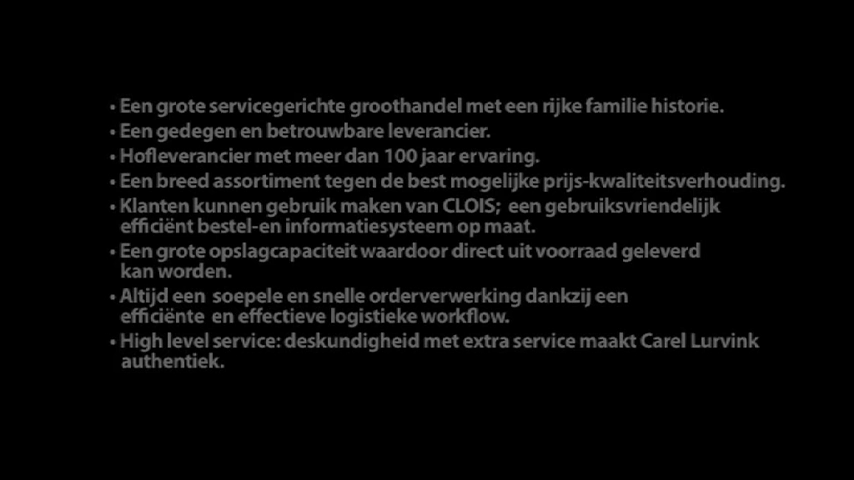 • Een grote servicegerichte groothandel met een rijke familie historie.
• Een gedegen en betrouwbare leverancier.
• Hofleverancier met meer dan 100 jaar ervaring.
• Een breed assortiment tegen de best mogelijke prijs-kwaliteitsverhouding.
• Klanten kunnen gebruik maken van CLOIS;  een gebruiksvriendelijk
efficiënt bestel-en informatiesysteem op maat.
• Een grote opslagcapaciteit waardoor direct uit voorraad geleverd
kan worden.
• Altijd een  soepele en snelle orderverwerking dankzij een
efficiënte  en effectieve logistieke workflow.
• High level service: deskundigheid met extra service maakt Carel Lurvink
authentiek.